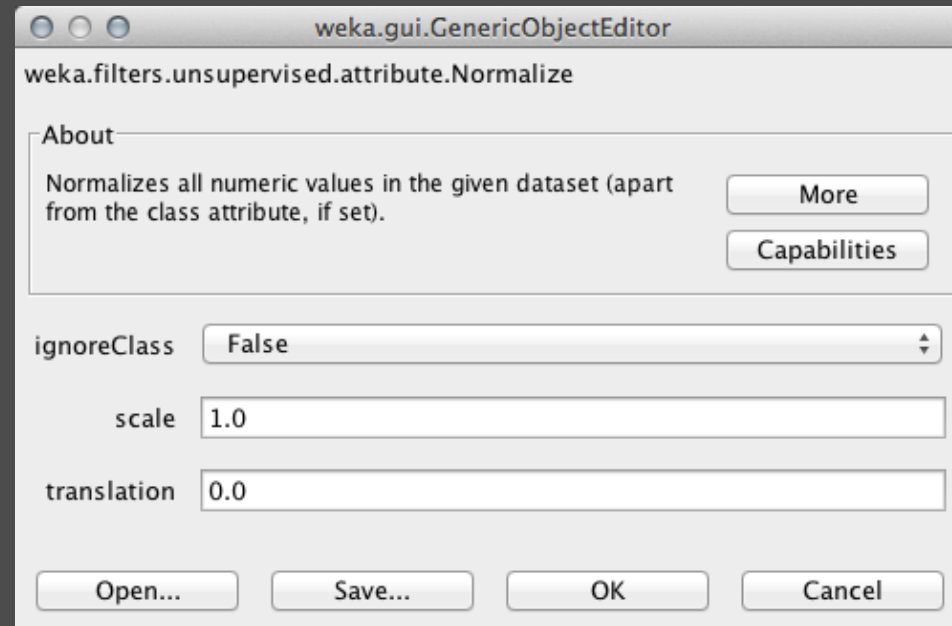 weka.gui.GenericObjectEditor
weka.filters.unsupervised.attribute.Normalize
About
Normalizes all numeric values in the given dataset (apart
from the class attribute, if set).
More
Capabilities
ignoreClass False
scale 1.0
translation 0.0
Open... Save... OK Cancel